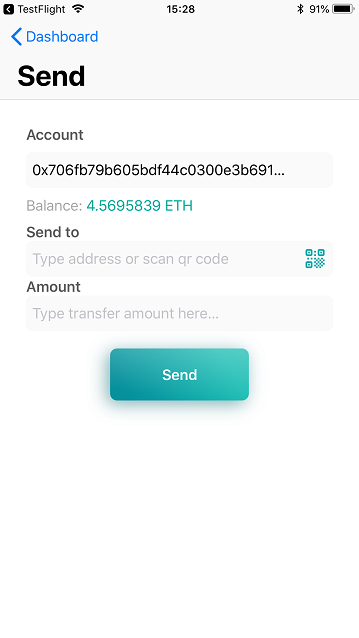 TestFlight 15:28 91%
Dashboard
Send
Account
0x706fb79b605bdf44c0300e3b691...
Balance: 4.5695839 ETH
Send to
Type address or scan qr code
Amount
Type transfer amount here...
Send